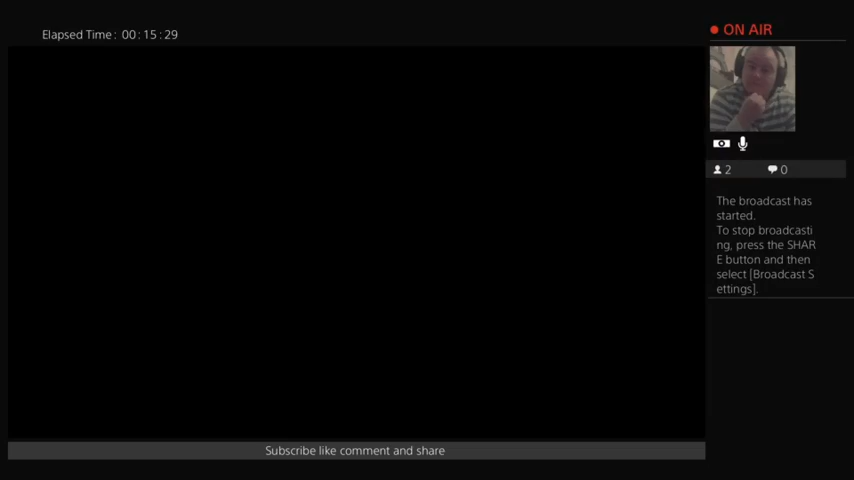 Elapsed Time: 00:15:29
ON AIR
2 0
The broadcast has
started.
To stop broadcasti
ng, press the SHAR
E button and then
select [Broadcast S
ettings].
Subscribe like comment and share